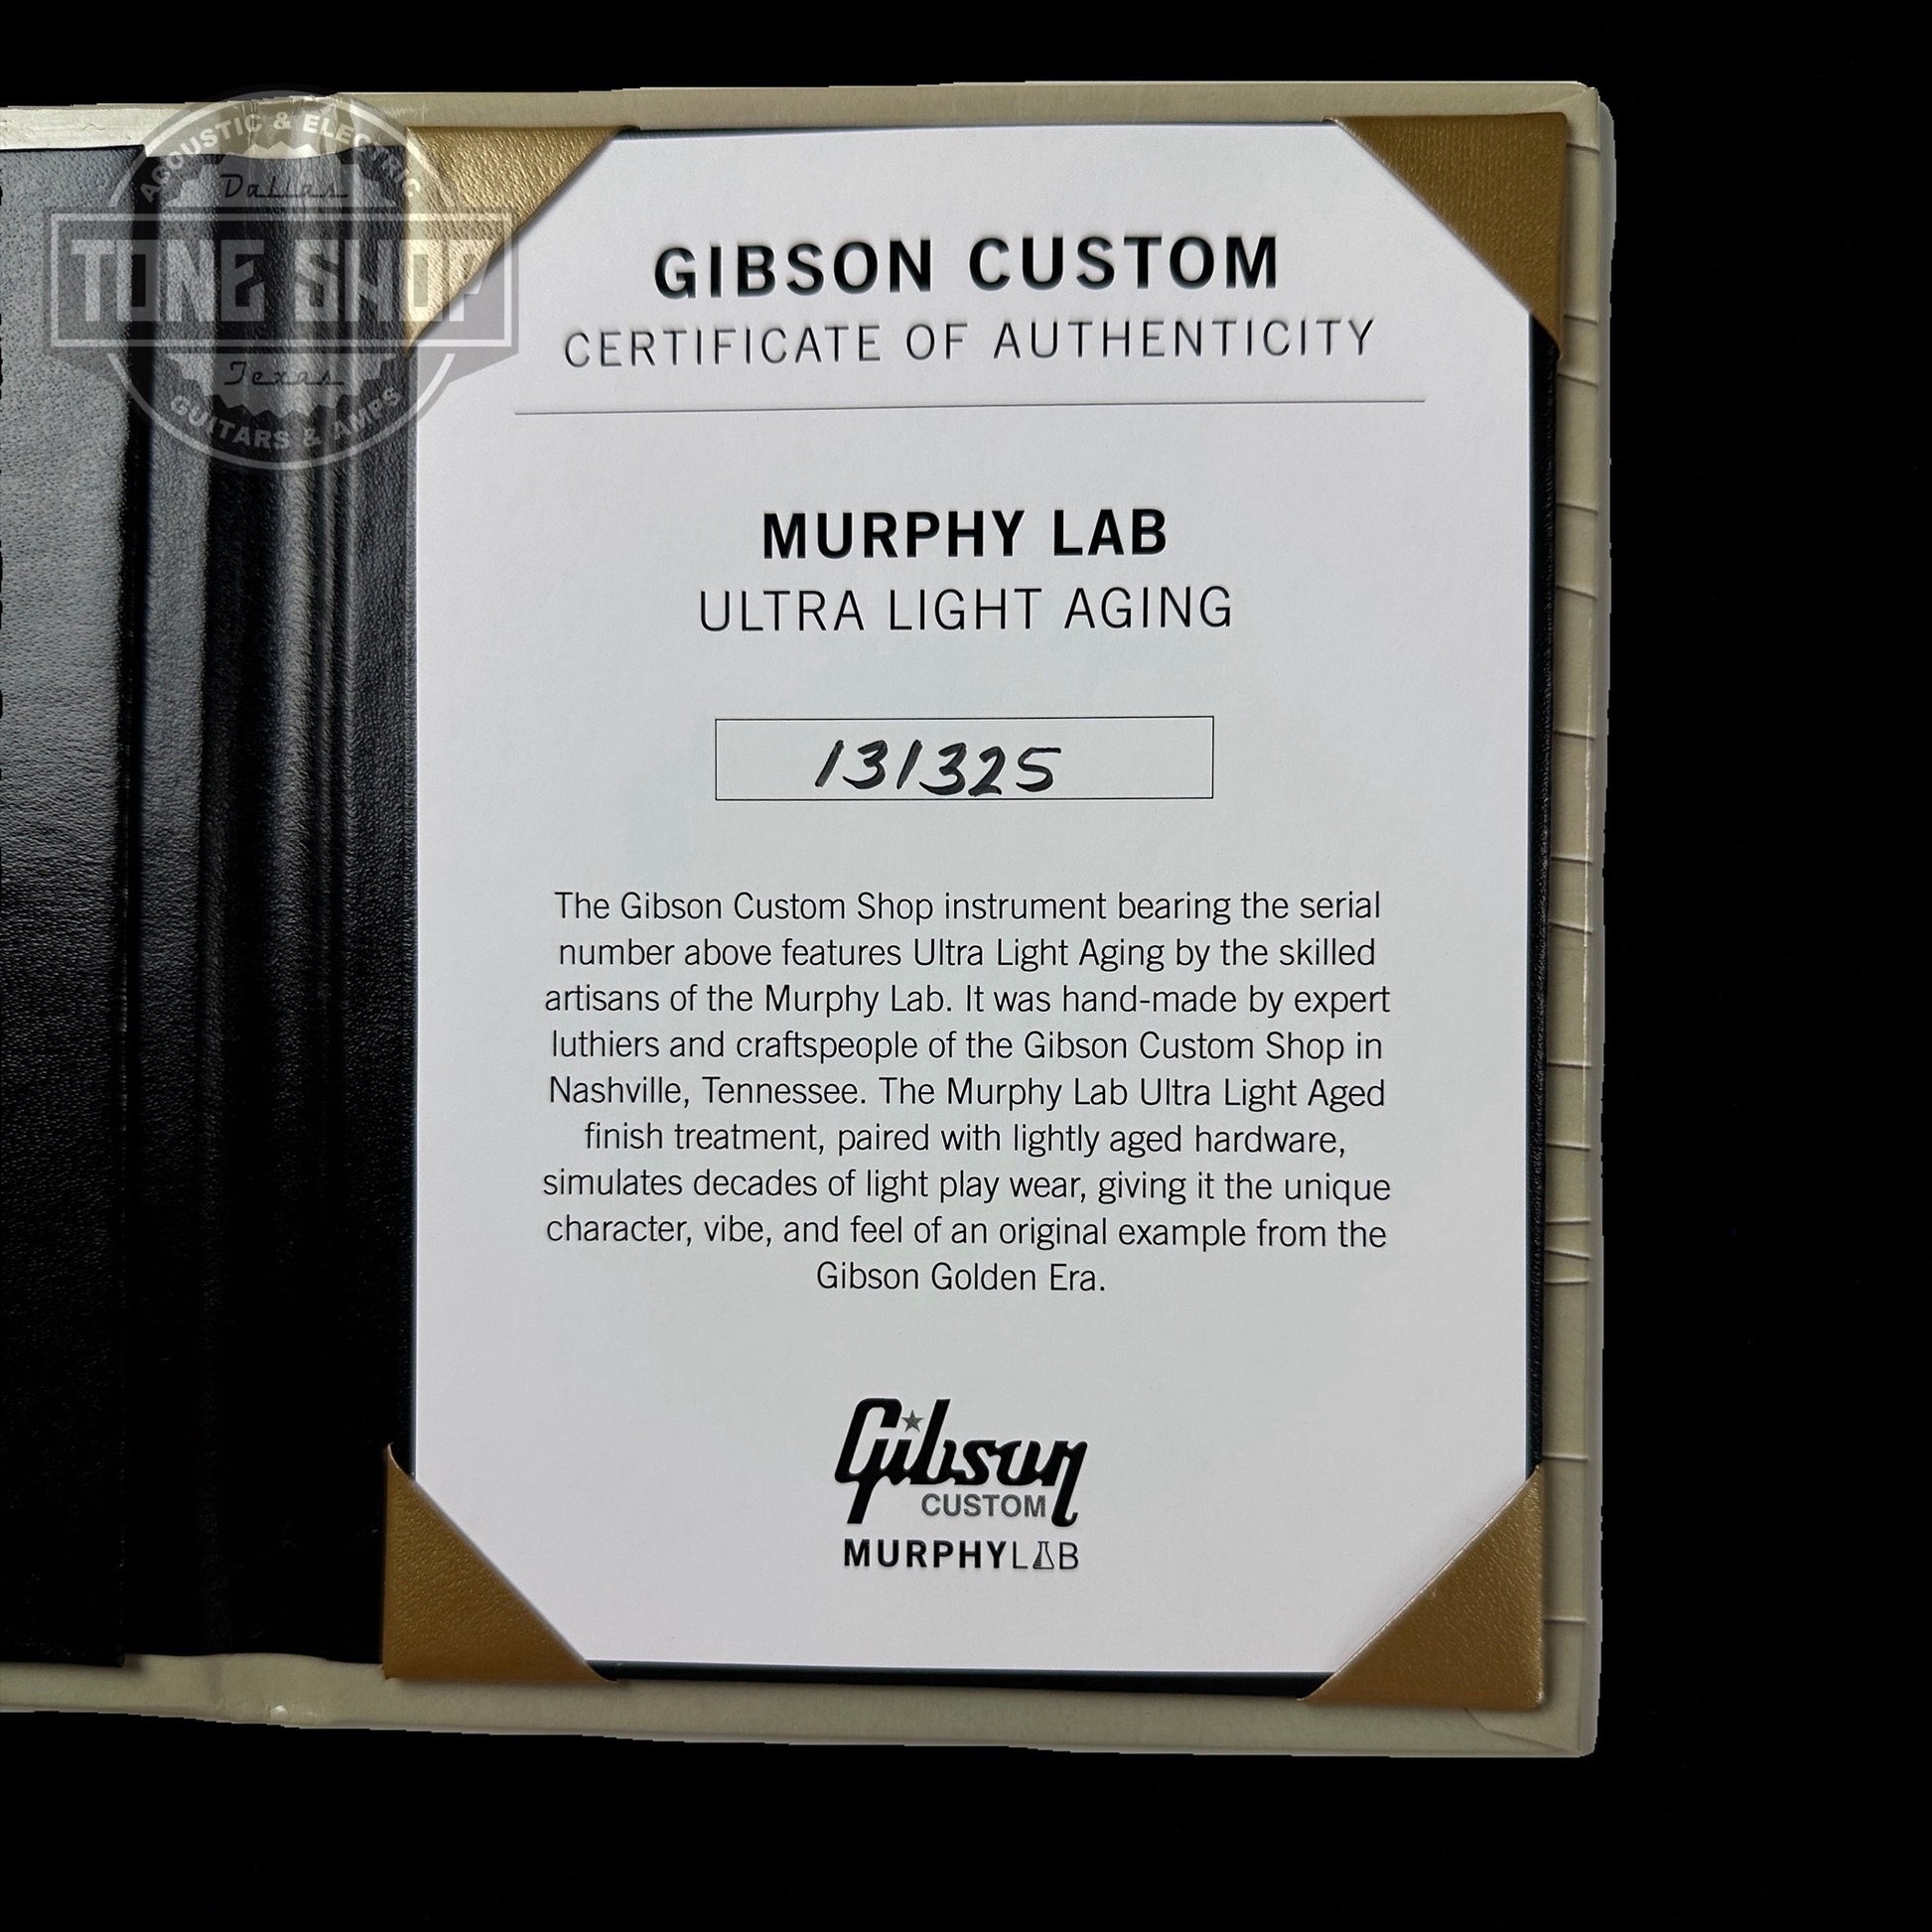 ACOUSTIC & ELECTRIC
Dallas
TONE SHOP
Texas
GUITARS & AMPS
GIBSON CUSTOM
CERTIFICATE OF AUTHENTICITY
MURPHY LAB
ULTRA LIGHT AGING
131325
The Gibson Custom Shop instrument bearing the serial
number above features Ultra Light Aging by the skilled
artisans of the Murphy Lab. It was hand-made by expert
luthiers and craftspeople of the Gibson Custom Shop in
Nashville, Tennessee. The Murphy Lab Ultra Light Aged
finish treatment, paired with lightly aged hardware,
simulates decades of light play wear, giving it the unique
character, vibe, and feel of an original example from the
Gibson Golden Era.
Gibson
CUSTOM
MURPHYLAB